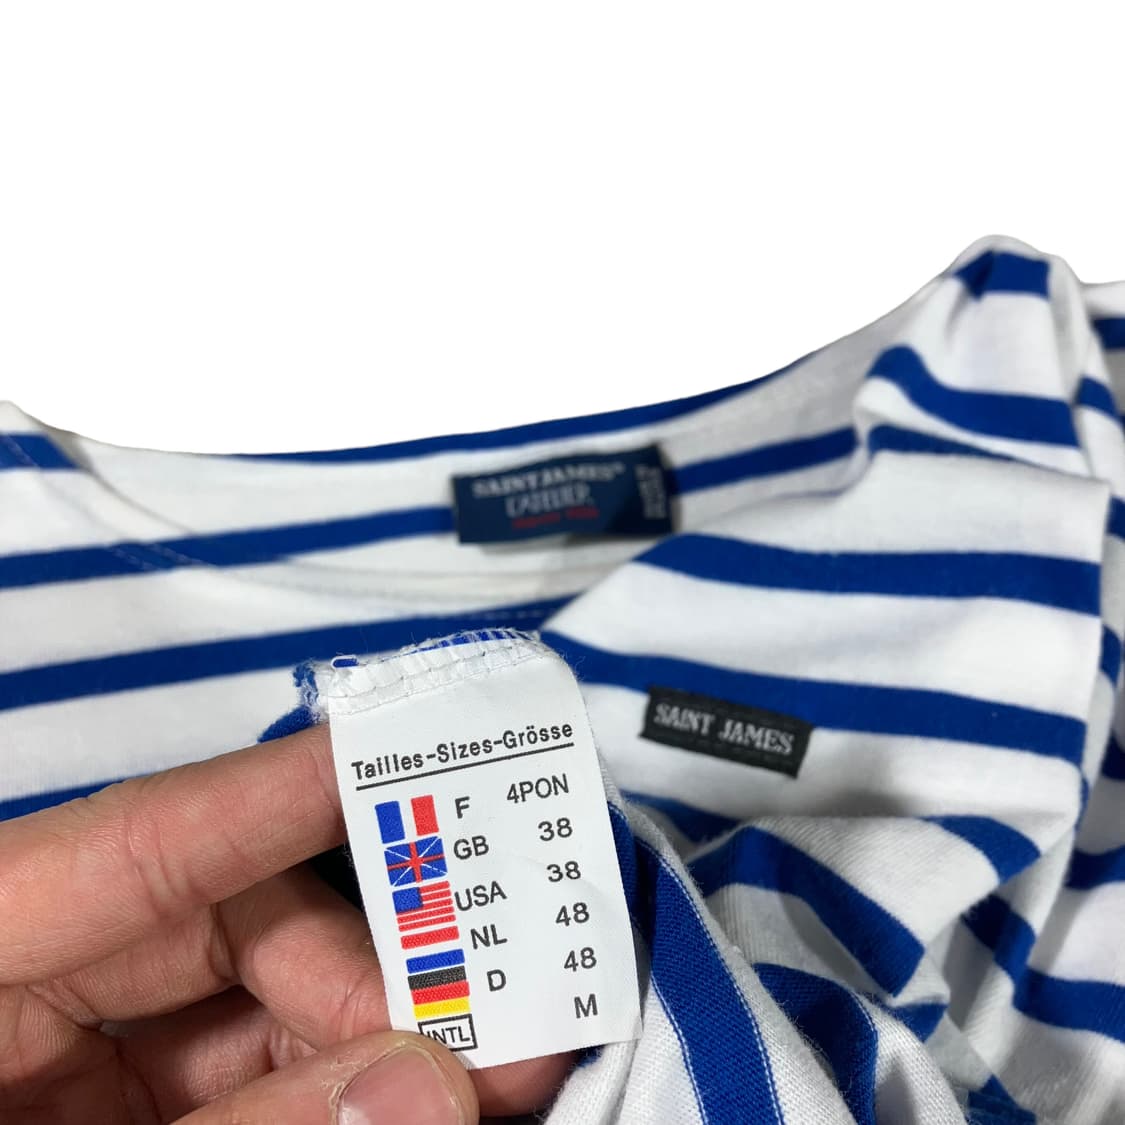 SAINT JAMES
SAINT JAMES
Tailles-Sizes-Grösse
F 4PON
GB 38
USA 38
NL 48
D 48
INTL M